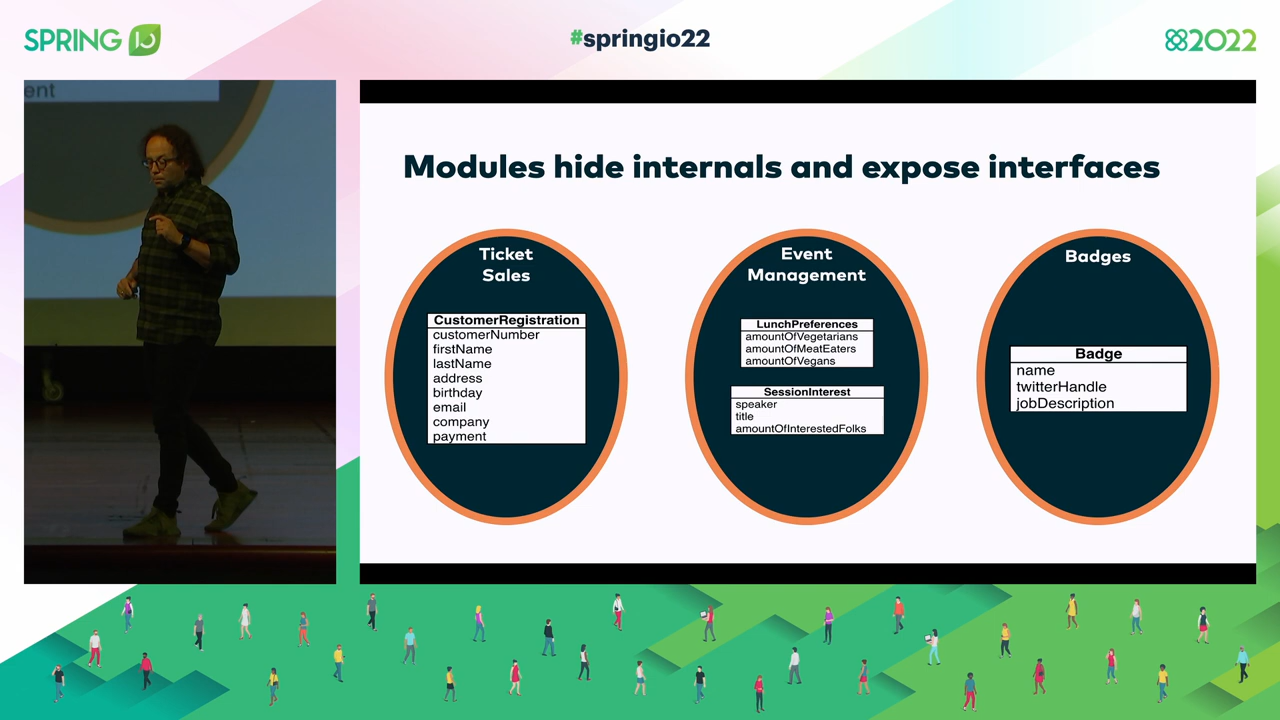 SPRING IO
#springio22
2022
ent
Modules hide internals and expose interfaces
Ticket
Sales
CustomerRegistration
customerNumber
firstName
lastName
address
birthday
email
company
payment
Event
Management
LunchPreferences
amountOfVegetarians
amountOfMeatEaters
amountOfVegans
SessionInterest
speaker
title
amountOfInterestedFolks
Badges
Badge
name
twitterHandle
jobDescription